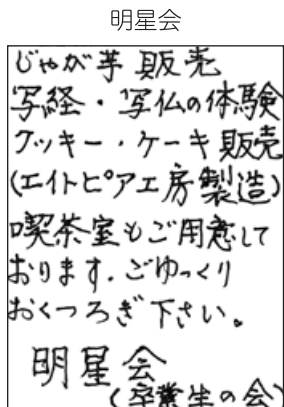 明星会
じゃが芋販売
写経・写仏の体験
クッキー・ケーキ販売
(エイトピア工房製造)
喫茶室もご用意して
おります。ごゆっくり
おくつろぎ下さい。
明星会
(卒業生の会)